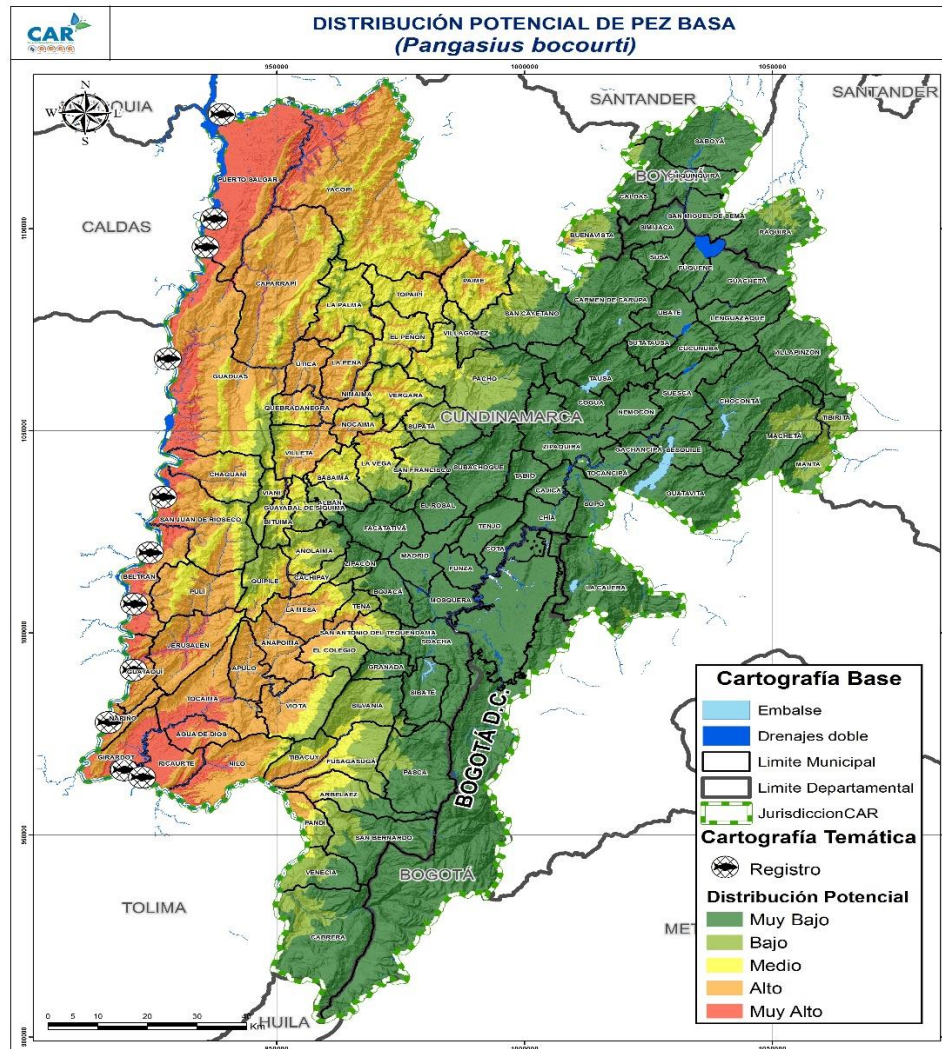 CAR
DISTRIBUCIÓN POTENCIAL DE PEZ BASA
(Pangasius bocourti)
950000
1000000
1050000
SANTANDER
SANTANDER
QUIA
N
W
L
S
SABOYÁ
PUERTO SALGAR
YACOPÍ
BOYACÁ
CHIQUINQUIRÁ
CALDAS
CALDAS
SAN MIGUEL DE SEMA
RÁQUIRA
BUENAVISTA
SIMIJACA
SUSA
FÚQUENE
GUACHETÁ
CAPARRAPÍ
PAIME
TOPAIPÍ
LA PALMA
SAN CAYETANO
CARMEN DE CARUPA
UBATÉ
LENGUAZAQUE
EL PEÑÓN
VILLAGÓMEZ
SUTATAUSA
CUCUNUBÁ
VILLAPINZÓN
GUADUAS
ÚTICA
LA PEÑA
PACHO
TAUSA
NIMAIMA
VERGARA
COGUA
NEMOCÓN
SUESCA
CHOCONTÁ
QUEBRADANEGRA
CUNDINAMARCA
TIBIRITA
NOCAIMA
SUPATÁ
MACHETÁ
VILLETA
ZIPAQUIRÁ
GACHANCIPÁ
SESQUILÉ
LA VEGA
SAN FRANCISCO
SUBACHOQUE
MANTA
CHAGUANÍ
SASAIMA
TABIO
TOCANCIPÁ
CAJICÁ
GUATAVITA
VIANÍ
ALBÁN
SAN JUAN DE RIOSECO
GUAYABAL DE SÍQUIMA
EL ROSAL
SOPÓ
CHÍA
BITUIMA
FACATATIVÁ
TENJO
COTA
ANOLAIMA
MADRID
FUNZA
BELTRÁN
ZIPACÓN
QUIPILE
CACHIPAY
LA CALERA
PULÍ
BOJACÁ
MOSQUERA
LA MESA
TENA
SAN ANTONIO DEL TEQUENDAMA
JERUSALÉN
ANAPOIMA
SOACHA
EL COLEGIO
GUATAQUÍ
APULO
GRANADA
SIBATÉ
TOCAIMA
VIOTÁ
SILVANIA
NARIÑO
AGUA DE DIOS
BOGOTÁ D.C.
GIRARDOT
RICAURTE
NILO
TIBACUY
FUSAGASUGÁ
PASCA
ARBELÁEZ
PANDI
SAN BERNARDO
VENECIA
BOGOTÁ
TOLIMA
CABRERA
MET
HUILA
0 5 10 20 30 40
Km
Cartografía Base
Embalse
Drenajes doble
Limite Municipal
Limite Departamental
JurisdiccionCAR
Cartografía Temática
Registro
Distribución Potencial
Muy Bajo
Bajo
Medio
Alto
Muy Alto
1000000
1050000